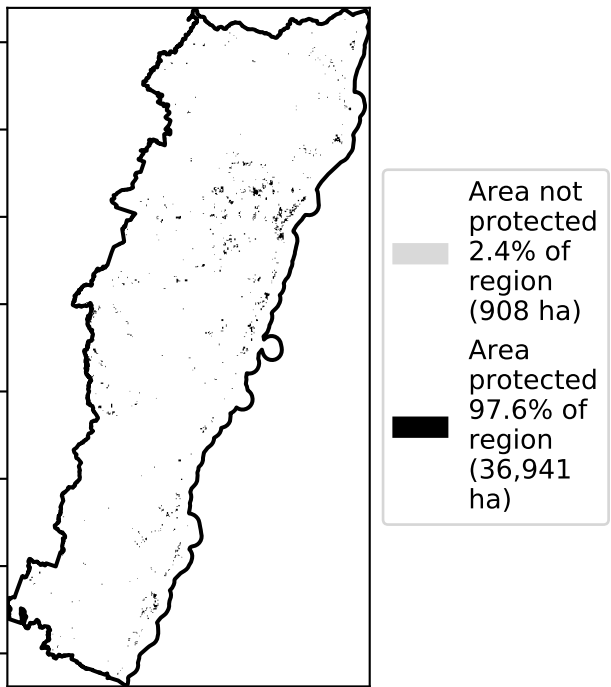 Area not
protected
2.4% of
region
(908 ha)
Area
protected
97.6% of
region
(36,941
ha)